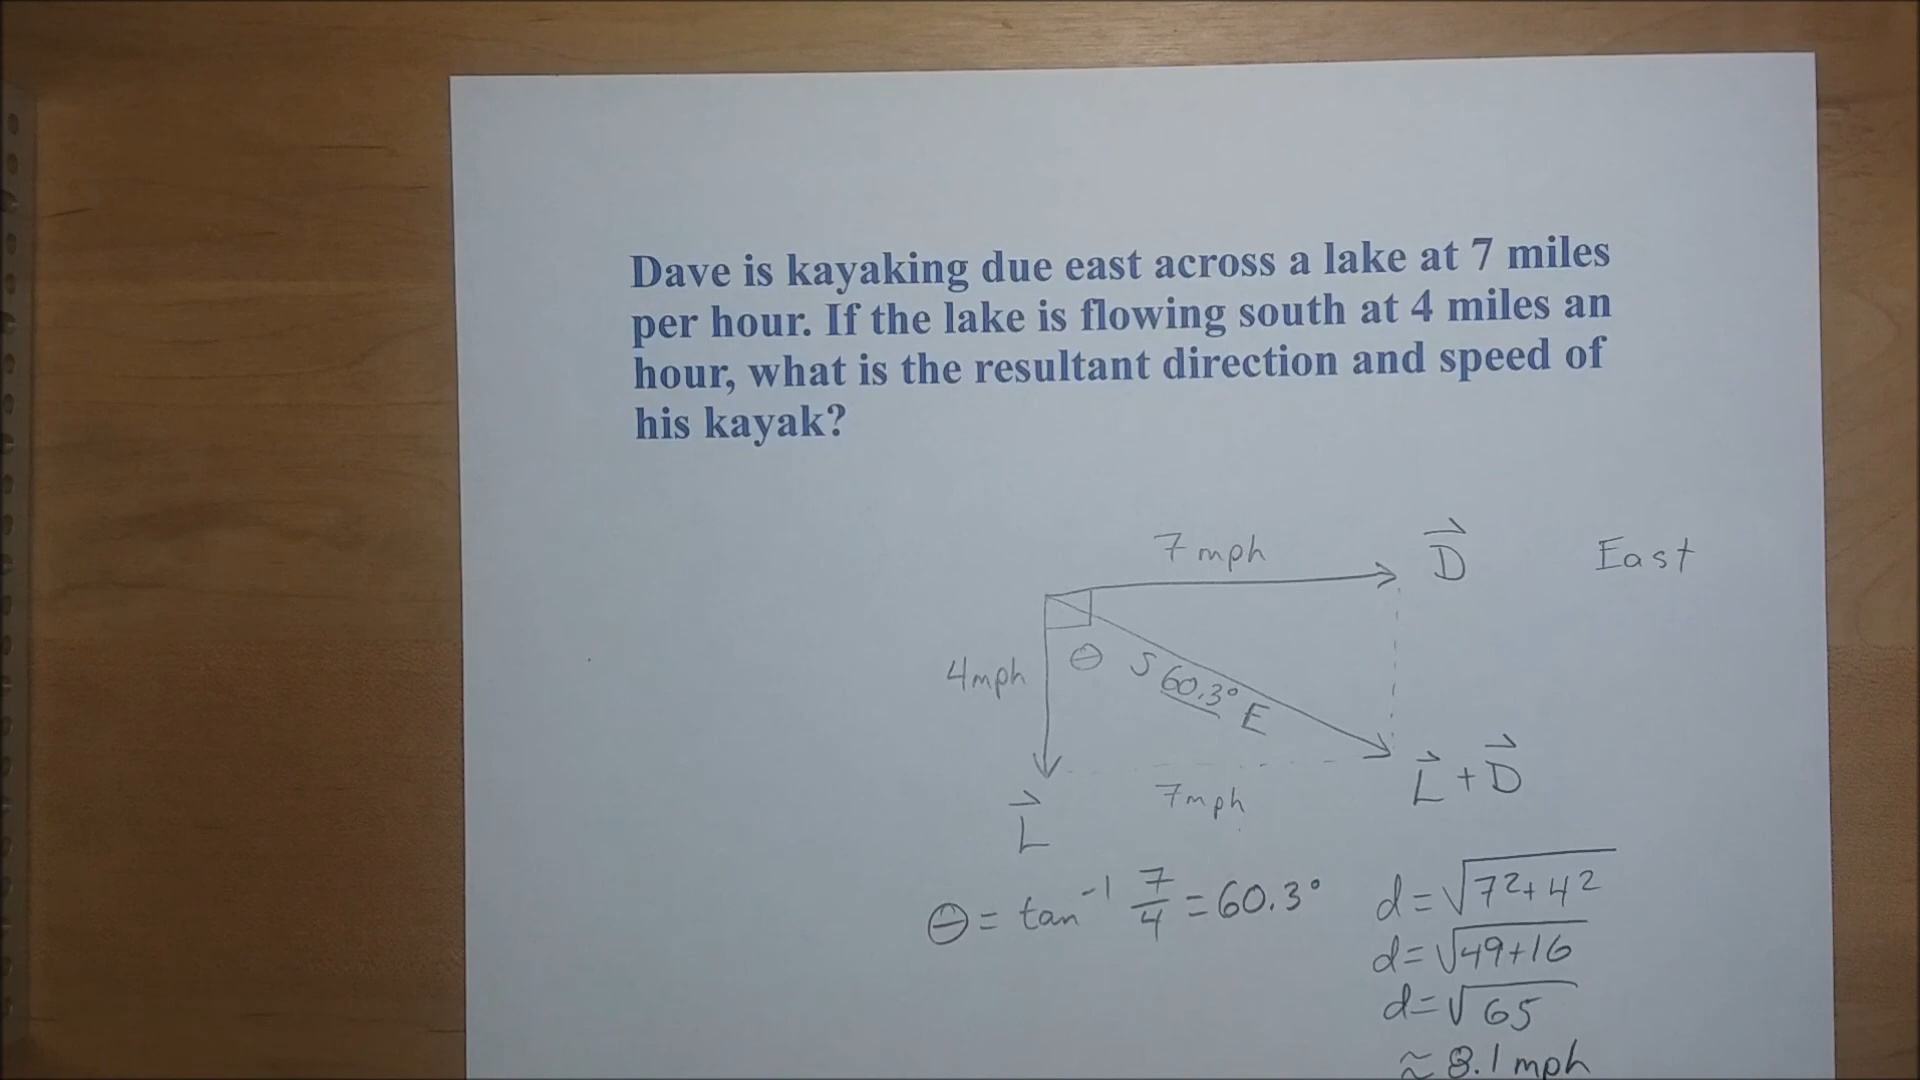 Dave is kayaking due east across a lake at 7 miles
per hour. If the lake is flowing south at 4 miles an
hour, what is the resultant direction and speed of
his kayak?
7 mph
D⃗
East
4mph
θ
S 60.3° E
L⃗
7mph
L⃗ + D⃗
θ = tan⁻¹ 7/4 = 60.3°
d = √7²+4²
d = √49+16
d = √65
≈ 8.1 mph